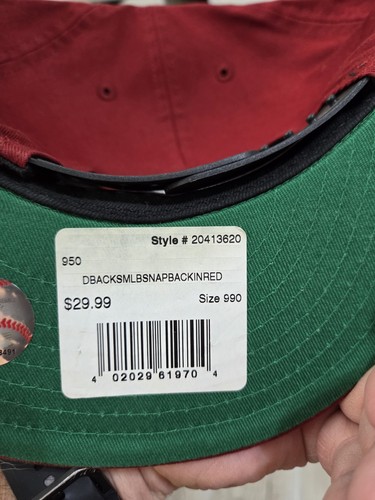 Style # 20413620
950
DBACKSMLBSNAPBACKINRED
$29.99 Size 990
4 02029 61970 4